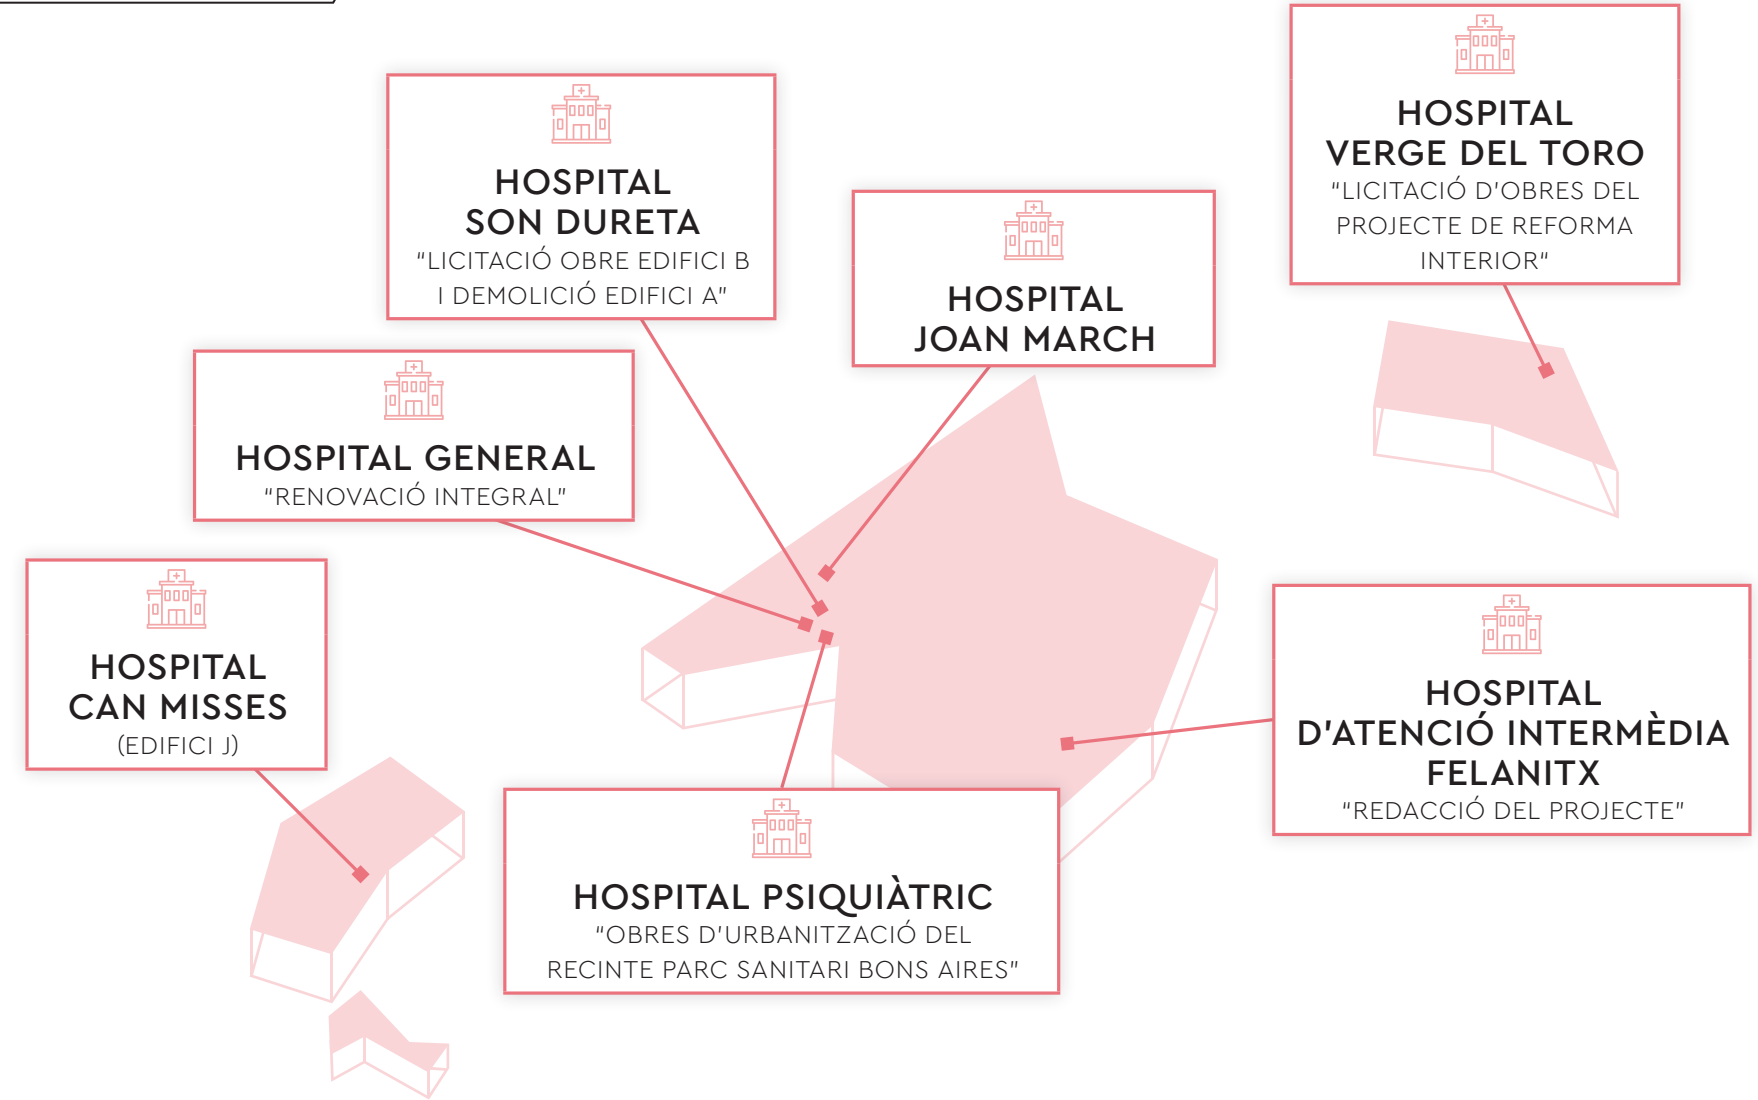 HOSPITAL
VERGE DEL TORO
“LICITACIÓ D’OBRES DEL
PROJECTE DE REFORMA
INTERIOR“
HOSPITAL
SON DURETA
“LICITACIÓ OBRE EDIFICI B
I DEMOLICIÓ EDIFICI A”
HOSPITAL
JOAN MARCH
HOSPITAL GENERAL
“RENOVACIÓ INTEGRAL”
HOSPITAL
CAN MISSES
(EDIFICI J)
HOSPITAL
D’ATENCIÓ INTERMÈDIA
FELANITX
“REDACCIÓ DEL PROJECTE”
HOSPITAL PSIQUIÀTRIC
“OBRES D’URBANITZACIÓ DEL
RECINTE PARC SANITARI BONS AIRES”